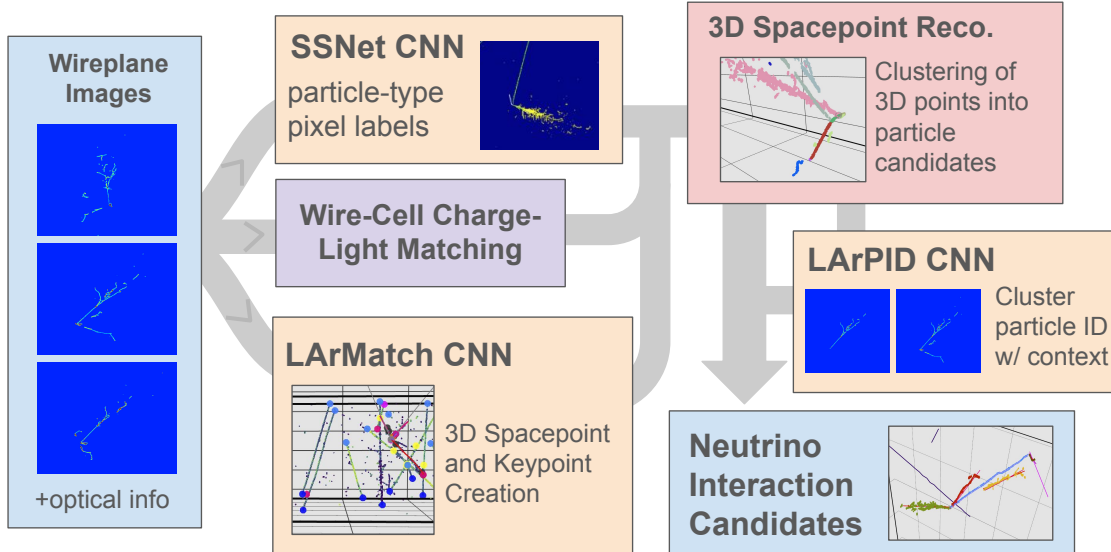 Wireplane
Images
+optical info
SSNet CNN
particle-type
pixel labels
Wire-Cell Charge-
Light Matching
LArMatch CNN
3D Spacepoint
and Keypoint
Creation
3D Spacepoint Reco.
Clustering of
3D points into
particle
candidates
LArPID CNN
Cluster
particle ID
w/ context
Neutrino
Interaction
Candidates